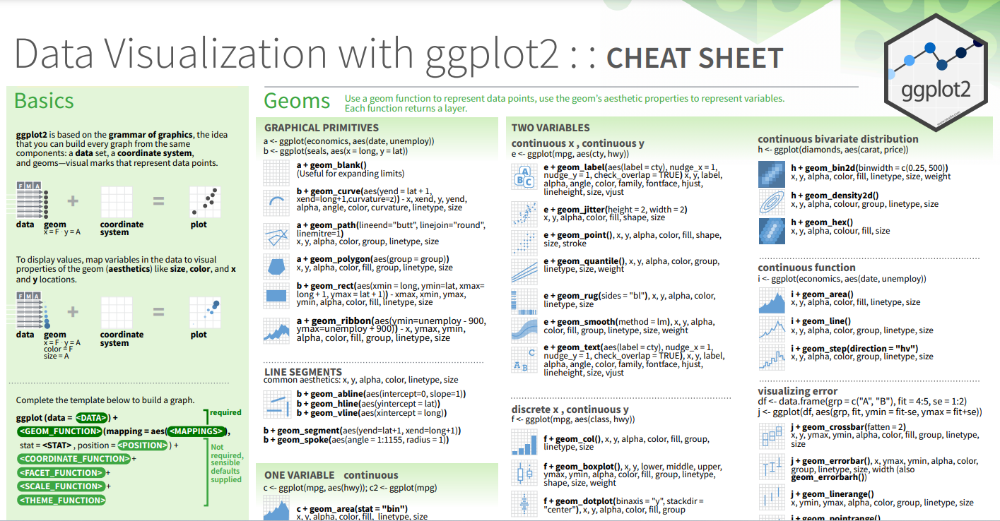 Data Visualization with ggplot2 : : CHEAT SHEET
ggplot2
Basics
ggplot2 is based on the grammar of graphics, the idea
that you can build every graph from the same
components: a data set, a coordinate system,
and geoms—visual marks that represent data points.
F M A
+
=
data
geom
x = F · y = A
coordinate
system
plot
To display values, map variables in the data to visual
properties of the geom (aesthetics) like size, color, and x
and y locations.
F M A
+
=
data
geom
x = F · y = A
color = F
size = A
coordinate
system
plot
Complete the template below to build a graph.
required
ggplot (data = <DATA>) +
<GEOM_FUNCTION>(mapping = aes(<MAPPINGS>),
stat = <STAT> , position = <POSITION>) +
<COORDINATE_FUNCTION>+
<FACET_FUNCTION>+
<SCALE_FUNCTION>+
<THEME_FUNCTION>
Not
required,
sensible
defaults
supplied
Geoms
Use a geom function to represent data points, use the geom's aesthetic properties to represent variables.
Each function returns a layer.
GRAPHICAL PRIMITIVES
a <- ggplot(economics, aes(date, unemploy))
b <- ggplot(seals, aes(x = long, y = lat))
a + geom_blank()
(Useful for expanding limits)
b + geom_curve(aes(yend = lat + 1,
xend=long+1,curvature=z)) - x, xend, y, yend,
alpha, angle, color, curvature, linetype, size
a + geom_path(lineend="butt", linejoin="round",
linemitre=1)
x, y, alpha, color, group, linetype, size
a + geom_polygon(aes(group = group))
x, y, alpha, color, fill, group, linetype, size
b + geom_rect(aes(xmin = long, ymin=lat, xmax=
long + 1, ymax = lat + 1)) - xmax, xmin, ymax,
ymin, alpha, color, fill, linetype, size
a + geom_ribbon(aes(ymin=unemploy - 900,
ymax=unemploy + 900)) - x, ymax, ymin,
alpha, color, fill, group, linetype, size
LINE SEGMENTS
common aesthetics: x, y, alpha, color, linetype, size
b + geom_abline(aes(intercept=0, slope=1))
b + geom_hline(aes(yintercept = lat))
b + geom_vline(aes(xintercept = long))
b + geom_segment(aes(yend=lat+1, xend=long+1))
b + geom_spoke(aes(angle = 1:1155, radius = 1))
ONE VARIABLE continuous
c <- ggplot(mpg, aes(hwy)); c2 <- ggplot(mpg)
c + geom_area(stat = "bin")
x, y, alpha, color, fill, linetype, size
TWO VARIABLES
continuous x , continuous y
e <- ggplot(mpg, aes(cty, hwy))
A
B C
e + geom_label(aes(label = cty), nudge_x = 1,
nudge_y = 1, check_overlap = TRUE) x, y, label,
alpha, angle, color, family, fontface, hjust,
lineheight, size, vjust
e + geom_jitter(height = 2, width = 2)
x, y, alpha, color, fill, shape, size
e + geom_point(), x, y, alpha, color, fill, shape,
size, stroke
e + geom_quantile(), x, y, alpha, color, group,
linetype, size, weight
e + geom_rug(sides = "bl"), x, y, alpha, color,
linetype, size
e + geom_smooth(method = lm), x, y, alpha,
color, fill, group, linetype, size, weight
C
A B
e + geom_text(aes(label = cty), nudge_x = 1,
nudge_y = 1, check_overlap = TRUE), x, y, label,
alpha, angle, color, family, fontface, hjust,
lineheight, size, vjust
discrete x , continuous y
f <- ggplot(mpg, aes(class, hwy))
f + geom_col(), x, y, alpha, color, fill, group,
linetype, size
f + geom_boxplot(), x, y, lower, middle, upper,
ymax, ymin, alpha, color, fill, group, linetype,
shape, size, weight
f + geom_dotplot(binaxis = "y", stackdir =
"center"), x, y, alpha, color, fill, group
continuous bivariate distribution
h <- ggplot(diamonds, aes(carat, price))
h + geom_bin2d(binwidth = c(0.25, 500))
x, y, alpha, color, fill, linetype, size, weight
h + geom_density2d()
x, y, alpha, colour, group, linetype, size
h + geom_hex()
x, y, alpha, colour, fill, size
continuous function
i <- ggplot(economics, aes(date, unemploy))
i + geom_area()
x, y, alpha, color, fill, linetype, size
i + geom_line()
x, y, alpha, color, group, linetype, size
i + geom_step(direction = "hv")
x, y, alpha, color, group, linetype, size
visualizing error
df <- data.frame(grp = c("A", "B"), fit = 4:5, se = 1:2)
j <- ggplot(df, aes(grp, fit, ymin = fit-se, ymax = fit+se))
j + geom_crossbar(fatten = 2)
x, y, ymax, ymin, alpha, color, fill, group, linetype,
size
j + geom_errorbar(), x, ymax, ymin, alpha, color,
group, linetype, size, width (also
geom_errorbarh())
j + geom_linerange()
x, ymin, ymax, alpha, color, group, linetype, size
j + geom_pointrange()